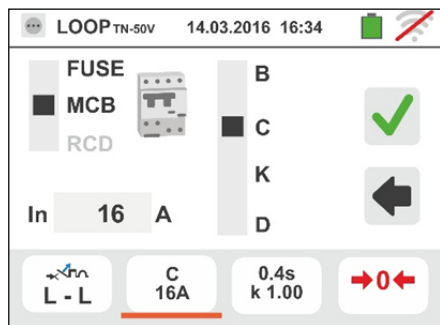 LOOP TN-50V 14.03.2016 16:34
FUSE
MCB
RCD
B
C
K
D
In 16 A
L - L
C
16A
0.4s
k 1.00
0